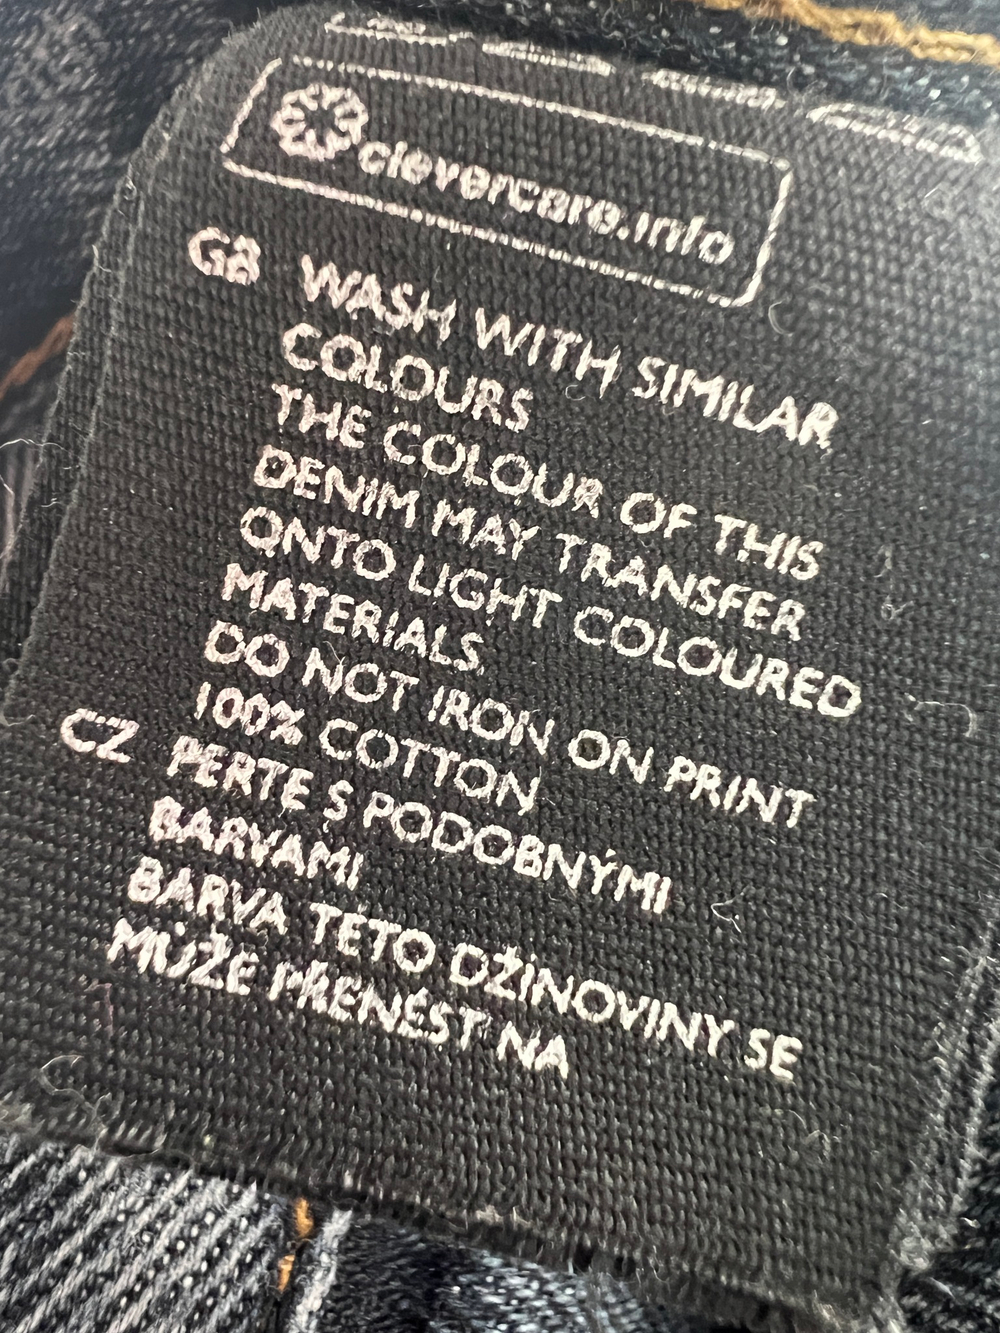 clevercare.info
GB WASH WITH SIMILAR
COLOURS
THE COLOUR OF THIS
DENIM MAY TRANSFER
ONTO LIGHT COLOURED
MATERIALS.
DO NOT IRON ON PRINT
100% COTTON
CZ PERTE S PODOBNÝMI
BARVAMI
BARVA TÉTO DŽÍNOVINY SE
MŮŽE PŘENÉST NA